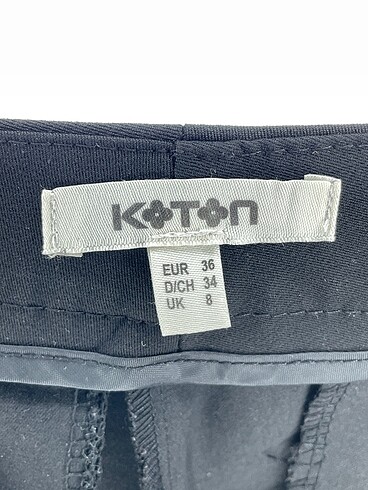 KOTON
EUR 36
D/CH 34
UK 8